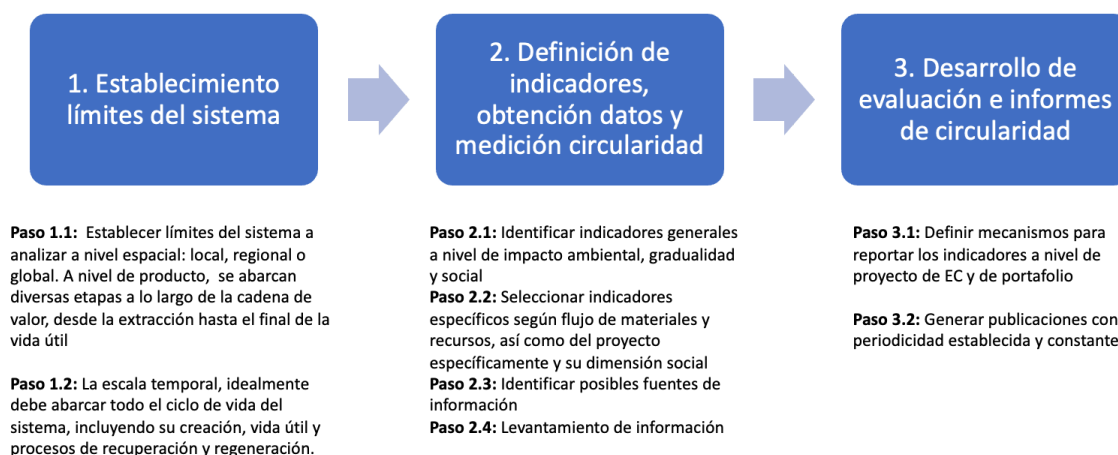 1. Establecimiento
límites del sistema
2. Definición de
indicadores,
obtención datos y
medición circularidad
3. Desarrollo de
evaluación e informes
de circularidad
Paso 1.1: Establecer límites del sistema a
analizar a nivel espacial: local, regional o
global. A nivel de producto, se abarcan
diversas etapas a lo largo de la cadena de
valor, desde la extracción hasta el final de la
vida útil
Paso 1.2: La escala temporal, idealmente
debe abarcar todo el ciclo de vida del
sistema, incluyendo su creación, vida útil y
procesos de recuperación y regeneración.
Paso 2.1: Identificar indicadores generales
a nivel de impacto ambiental, gradualidad
y social
Paso 2.2: Seleccionar indicadores
específicos según flujo de materiales y
recursos, así como del proyecto
específicamente y su dimensión social
Paso 2.3: Identificar posibles fuentes de
información
Paso 2.4: Levantamiento de información
Paso 3.1: Definir mecanismos para
reportar los indicadores a nivel de
proyecto de EC y de portafolio
Paso 3.2: Generar publicaciones con
periodicidad establecida y constante